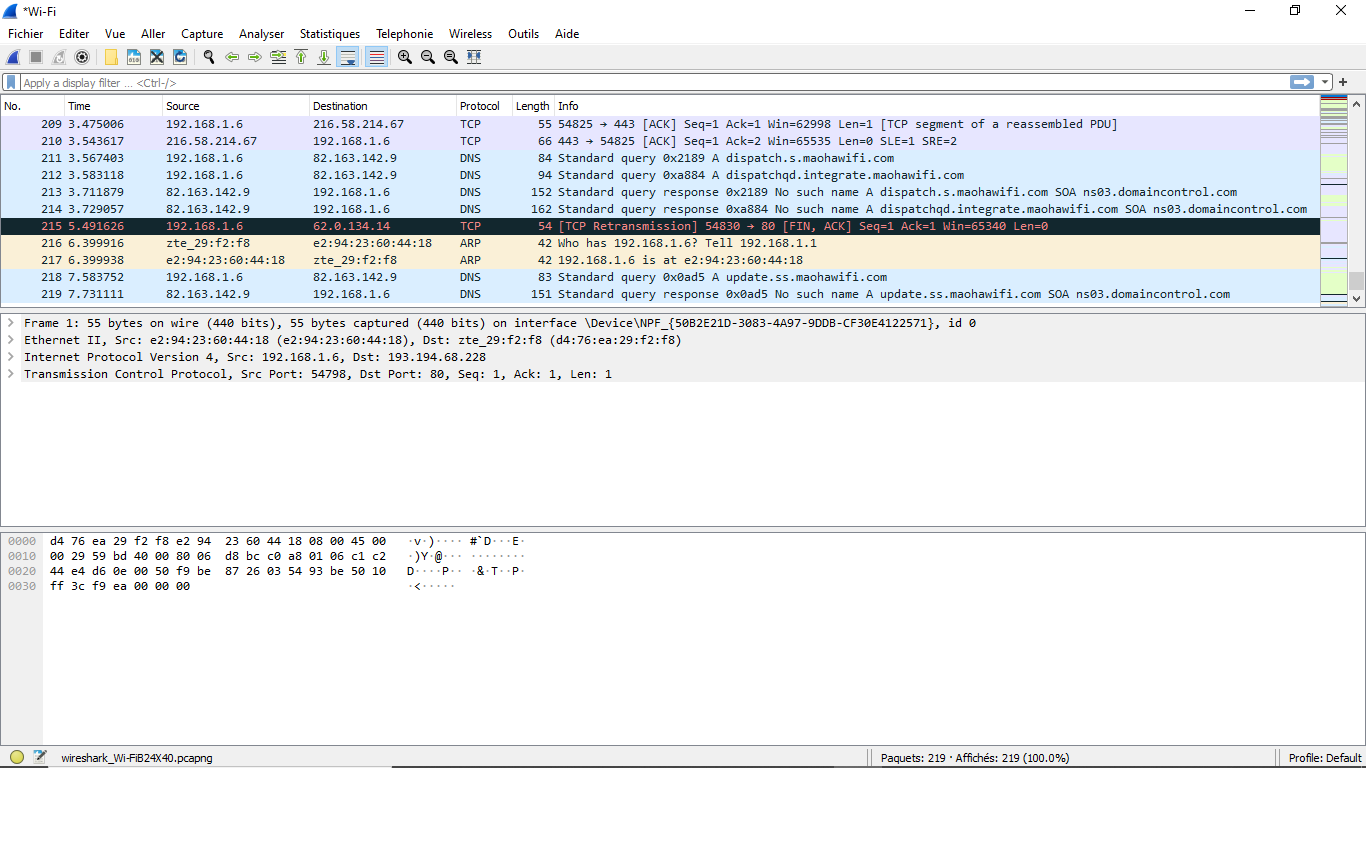 *Wi-Fi
Fichier Editer Vue Aller Capture Analyser Statistiques Telephonie Wireless Outils Aide
Apply a display filter ... <Ctrl-/>
No. Time Source Destination Protocol Length Info
209 3.475006 192.168.1.6 216.58.214.67 TCP 55 54825 → 443 [ACK] Seq=1 Ack=1 Win=62998 Len=1 [TCP segment of a reassembled PDU]
210 3.543617 216.58.214.67 192.168.1.6 TCP 66 443 → 54825 [ACK] Seq=1 Ack=2 Win=65535 Len=0 SLE=1 SRE=2
211 3.567403 192.168.1.6 82.163.142.9 DNS 84 Standard query 0x2189 A dispatch.s.maohawifi.com
212 3.583118 192.168.1.6 82.163.142.9 DNS 94 Standard query 0xa884 A dispatchqd.integrate.maohawifi.com
213 3.711879 82.163.142.9 192.168.1.6 DNS 152 Standard query response 0x2189 No such name A dispatch.s.maohawifi.com SOA ns03.domaincontrol.com
214 3.729057 82.163.142.9 192.168.1.6 DNS 162 Standard query response 0xa884 No such name A dispatchqd.integrate.maohawifi.com SOA ns03.domaincontrol.com
215 5.491626 192.168.1.6 62.0.134.14 TCP 54 [TCP Retransmission] 54830 → 80 [FIN, ACK] Seq=1 Ack=1 Win=65340 Len=0
216 6.399916 zte_29:f2:f8 e2:94:23:60:44:18 ARP 42 Who has 192.168.1.6? Tell 192.168.1.1
217 6.399938 e2:94:23:60:44:18 zte_29:f2:f8 ARP 42 192.168.1.6 is at e2:94:23:60:44:18
218 7.583752 192.168.1.6 82.163.142.9 DNS 83 Standard query 0x0ad5 A update.ss.maohawifi.com
219 7.731111 82.163.142.9 192.168.1.6 DNS 151 Standard query response 0x0ad5 No such name A update.ss.maohawifi.com SOA ns03.domaincontrol.com
Frame 1: 55 bytes on wire (440 bits), 55 bytes captured (440 bits) on interface \Device\NPF_{50B2E21D-3083-4A97-9DDB-CF30E4122571}, id 0
Ethernet II, Src: e2:94:23:60:44:18 (e2:94:23:60:44:18), Dst: zte_29:f2:f8 (d4:76:ea:29:f2:f8)
Internet Protocol Version 4, Src: 192.168.1.6, Dst: 193.194.68.228
Transmission Control Protocol, Src Port: 54798, Dst Port: 80, Seq: 1, Ack: 1, Len: 1
0000 d4 76 ea 29 f2 f8 e2 94 23 60 44 18 08 00 45 00 ·v·)···· #`D···E·
0010 00 29 59 bd 40 00 80 06 d8 bc c0 a8 01 06 c1 c2 ·)Y·@··· ········
0020 44 e4 d6 0e 00 50 f9 be 87 26 03 54 93 be 50 10 D····P·· ·&·T··P·
0030 ff 3c f9 ea 00 00 00 ·<·····
wireshark_Wi-FiB24X40.pcapng Paquets: 219 · Affichés: 219 (100.0%) Profile: Default